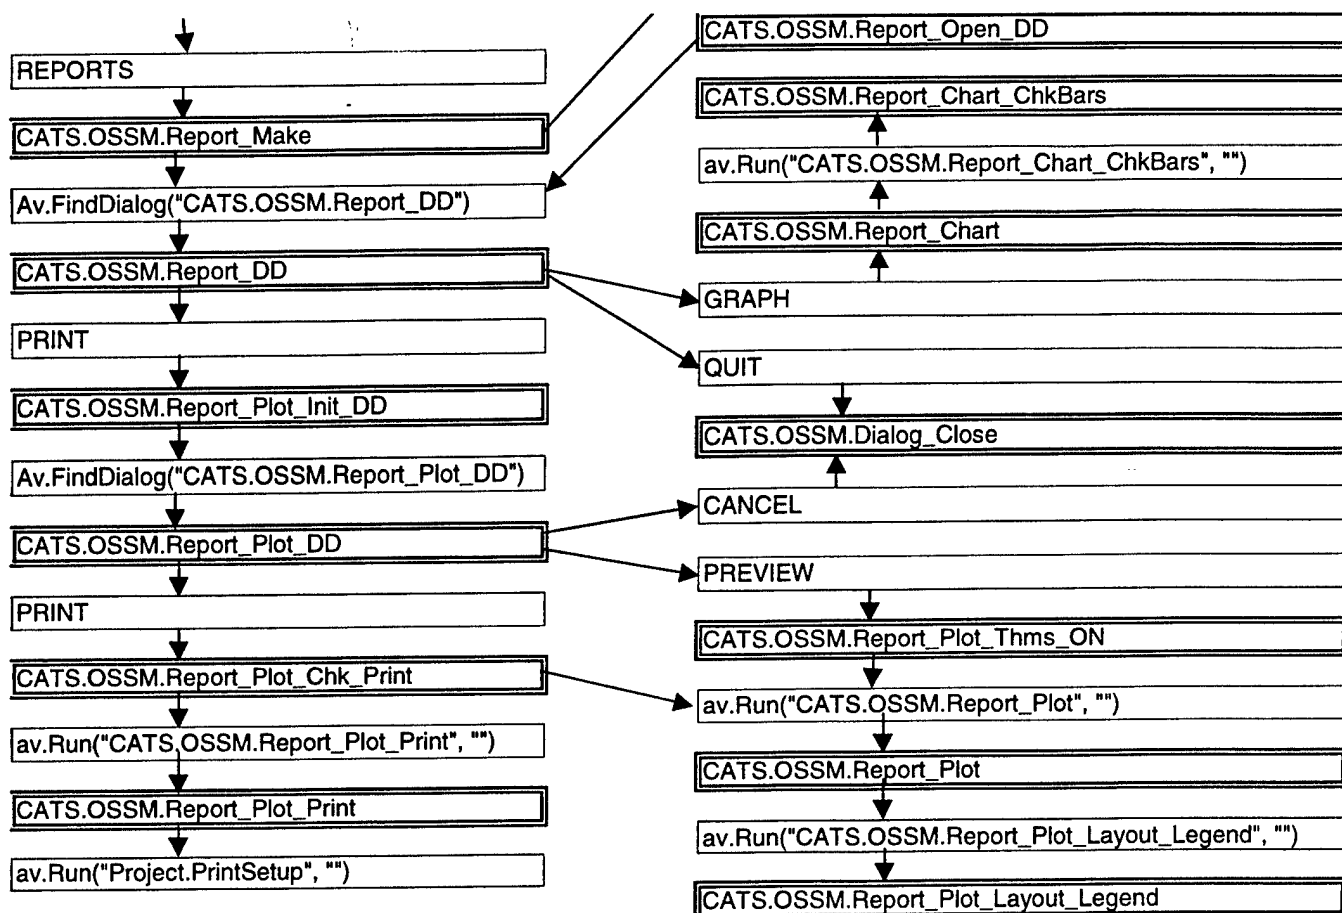 REPORTS
CATS.OSSM.Report_Make
Av.FindDialog("CATS.OSSM.Report_DD")
CATS.OSSM.Report_DD
PRINT
CATS.OSSM.Report_Plot_Init_DD
Av.FindDialog("CATS.OSSM.Report_Plot_DD")
CATS.OSSM.Report_Plot_DD
PRINT
CATS.OSSM.Report_Plot_Chk_Print
av.Run("CATS.OSSM.Report_Plot_Print", "")
CATS.OSSM.Report_Plot_Print
av.Run("Project.PrintSetup", "")
CATS.OSSM.Report_Open_DD
CATS.OSSM.Report_Chart_ChkBars
av.Run("CATS.OSSM.Report_Chart_ChkBars", "")
CATS.OSSM.Report_Chart
GRAPH
QUIT
CATS.OSSM.Dialog_Close
CANCEL
PREVIEW
CATS.OSSM.Report_Plot_Thms_ON
av.Run("CATS.OSSM.Report_Plot", "")
CATS.OSSM.Report_Plot
av.Run("CATS.OSSM.Report_Plot_Layout_Legend", "")
CATS.OSSM.Report_Plot_Layout_Legend